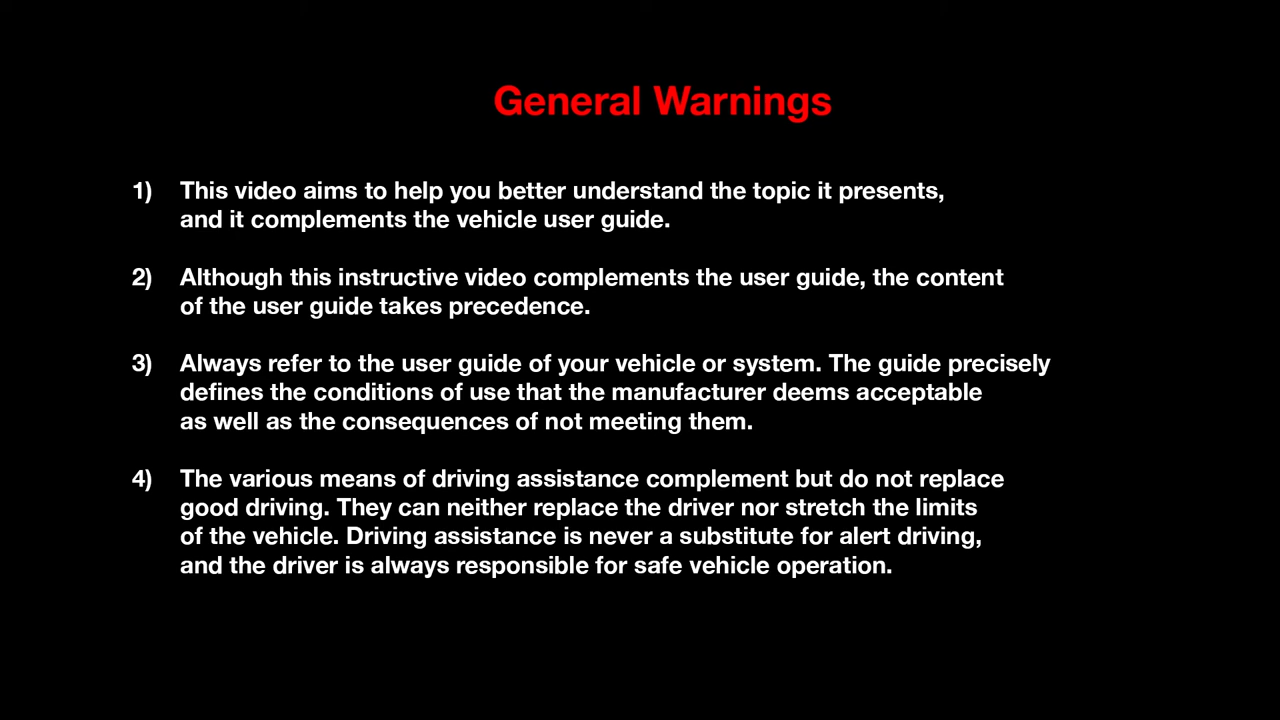 General Warnings
1) This video aims to help you better understand the topic it presents,
and it complements the vehicle user guide.
2) Although this instructive video complements the user guide, the content
of the user guide takes precedence.
3) Always refer to the user guide of your vehicle or system. The guide precisely
defines the conditions of use that the manufacturer deems acceptable
as well as the consequences of not meeting them.
4) The various means of driving assistance complement but do not replace
good driving. They can neither replace the driver nor stretch the limits
of the vehicle. Driving assistance is never a substitute for alert driving,
and the driver is always responsible for safe vehicle operation.